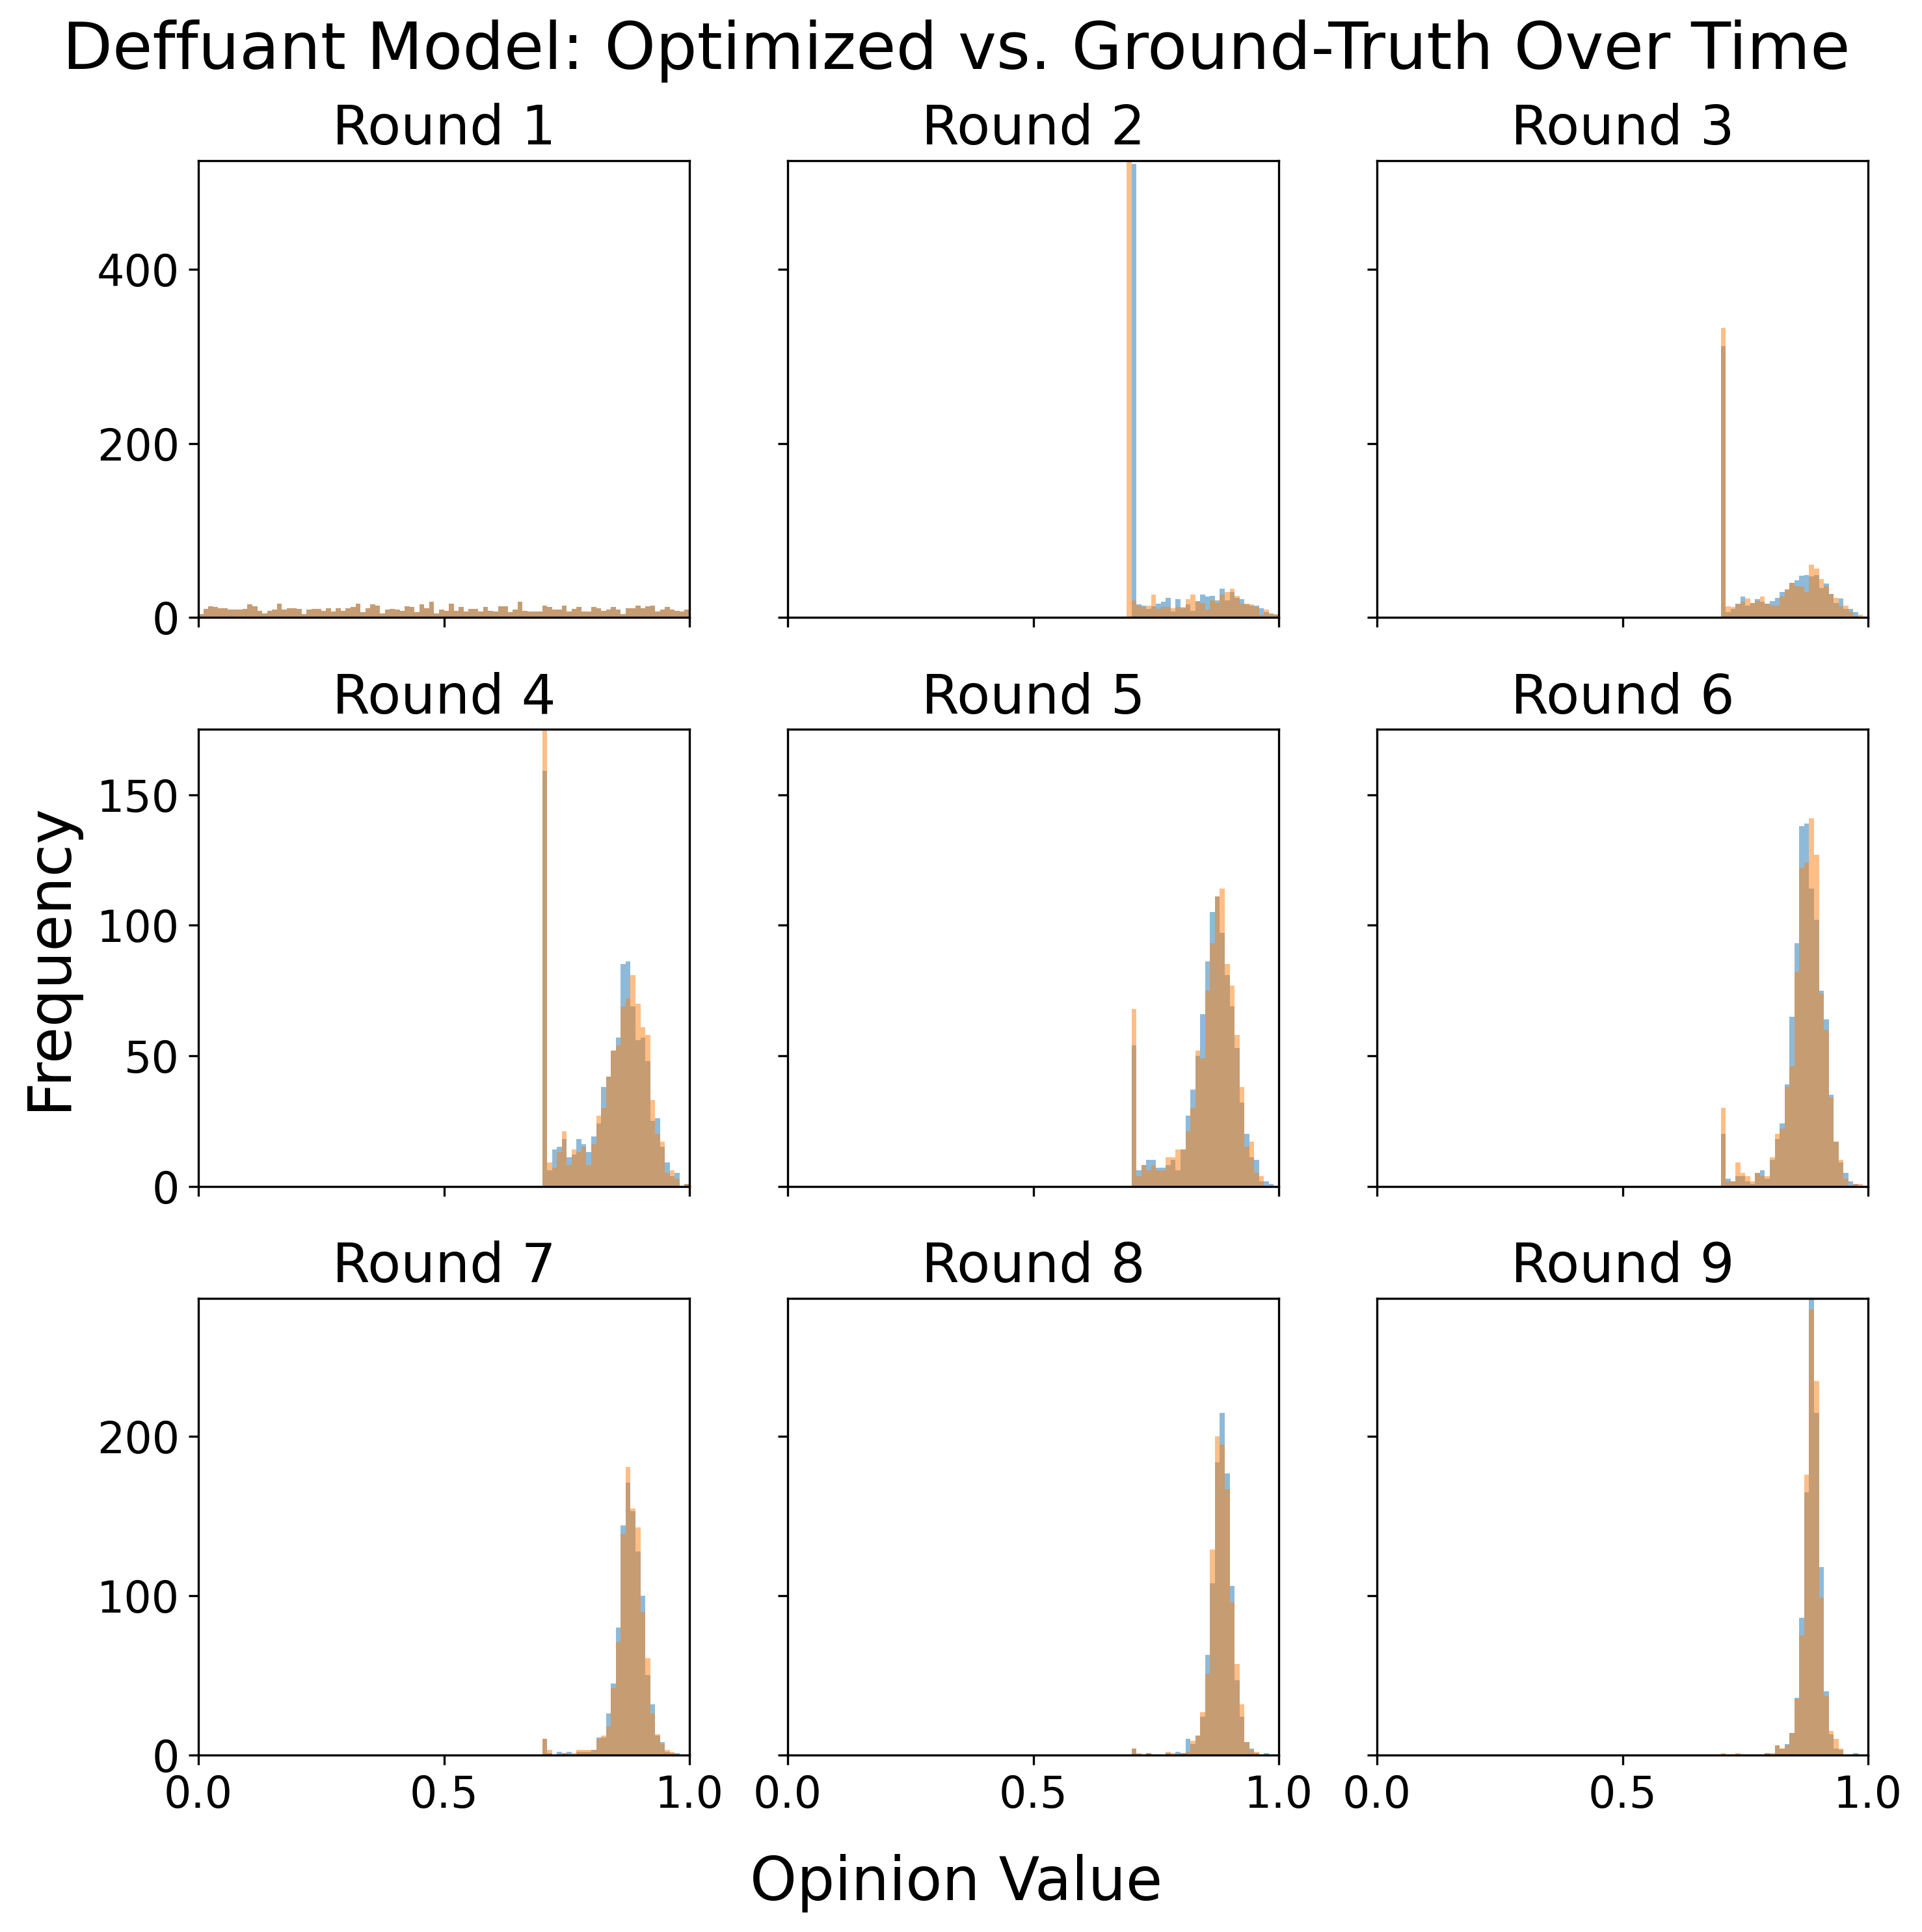 Deffuant Model: Optimized vs. Ground-Truth Over Time
Round 1
Round 2
Round 3
400
200
0
Round 4
Round 5
Round 6
150
100
50
0
Frequency
Round 7
Round 8
Round 9
200
100
0
0.0 0.5 1.0
0.0 0.5 1.0
0.0 0.5 1.0
Opinion Value